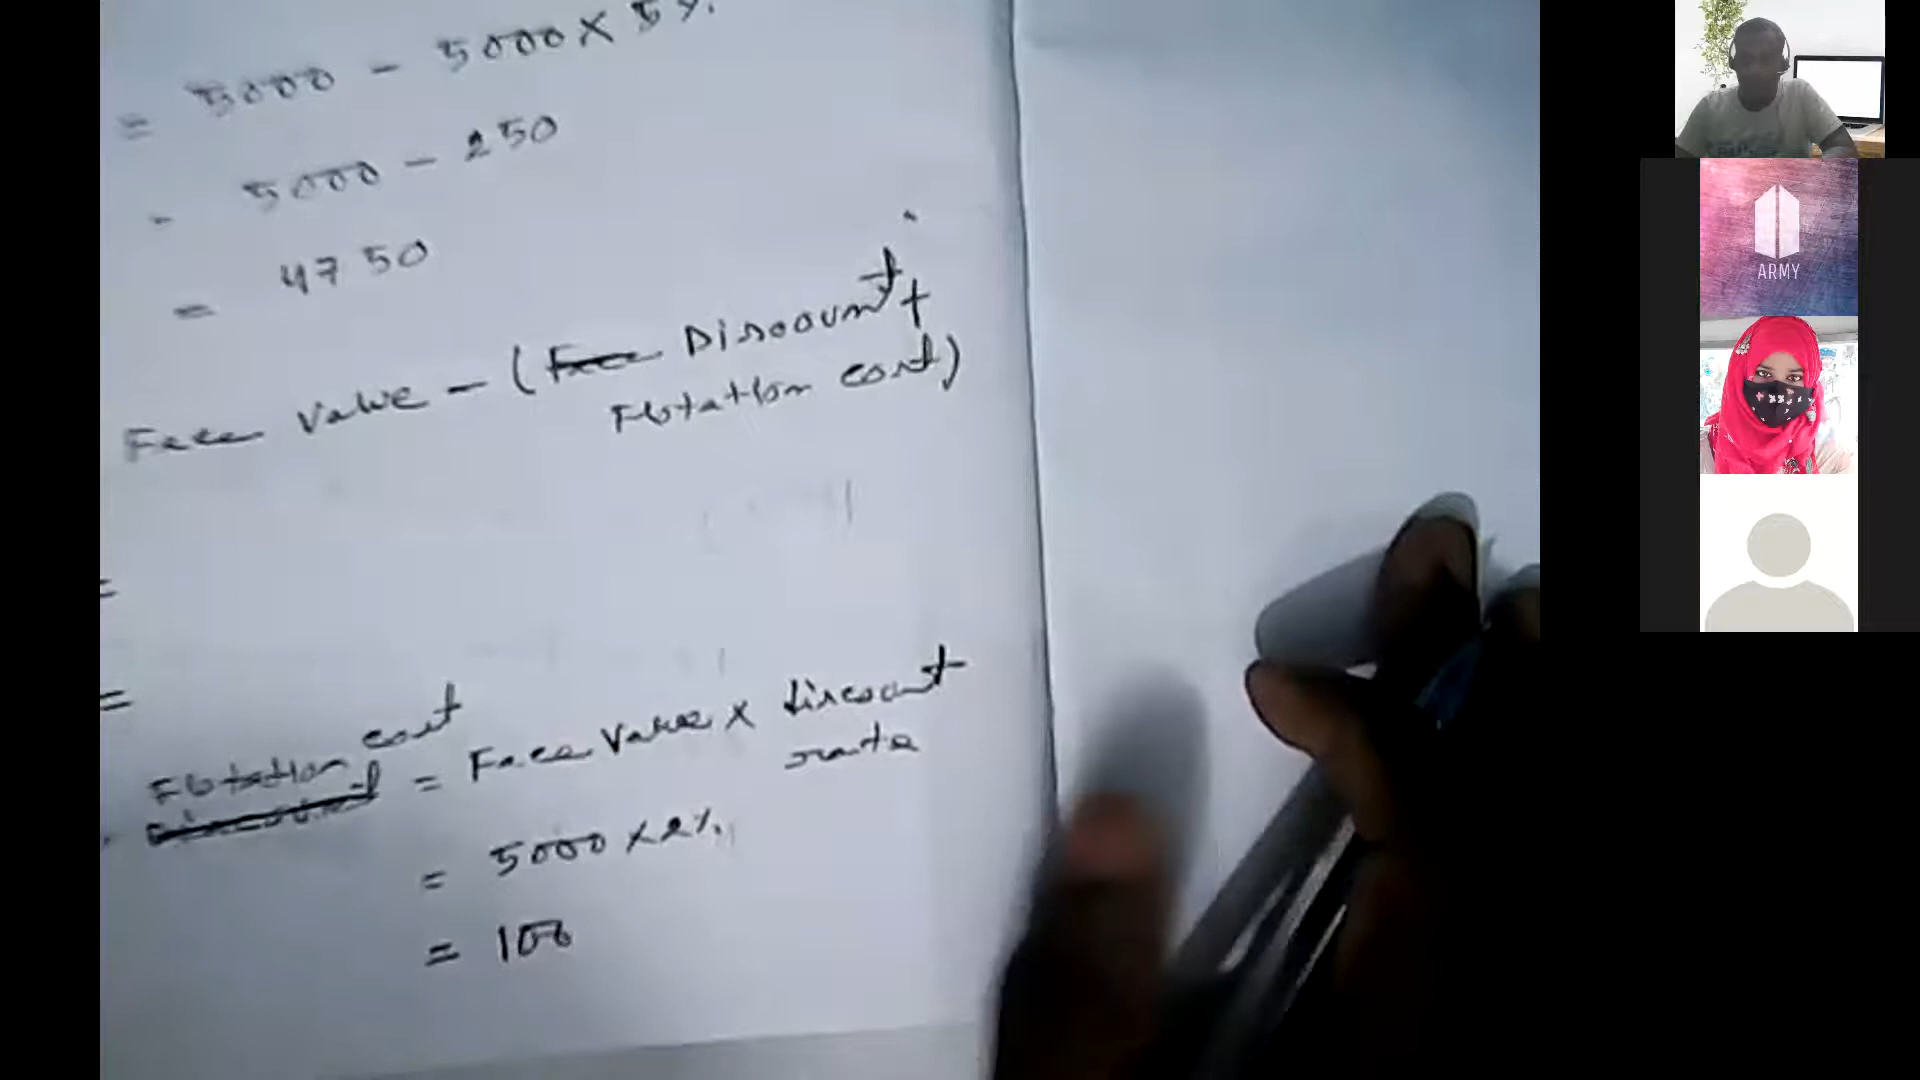 = 5000 - 5000 × 5%
= 5000 - 250
= 4750
Face Value - (Discount +
Flotation cost)
=
=
Flotation cost = Face Value × discount
rate
= 5000 × 2%
= 100
ARMY